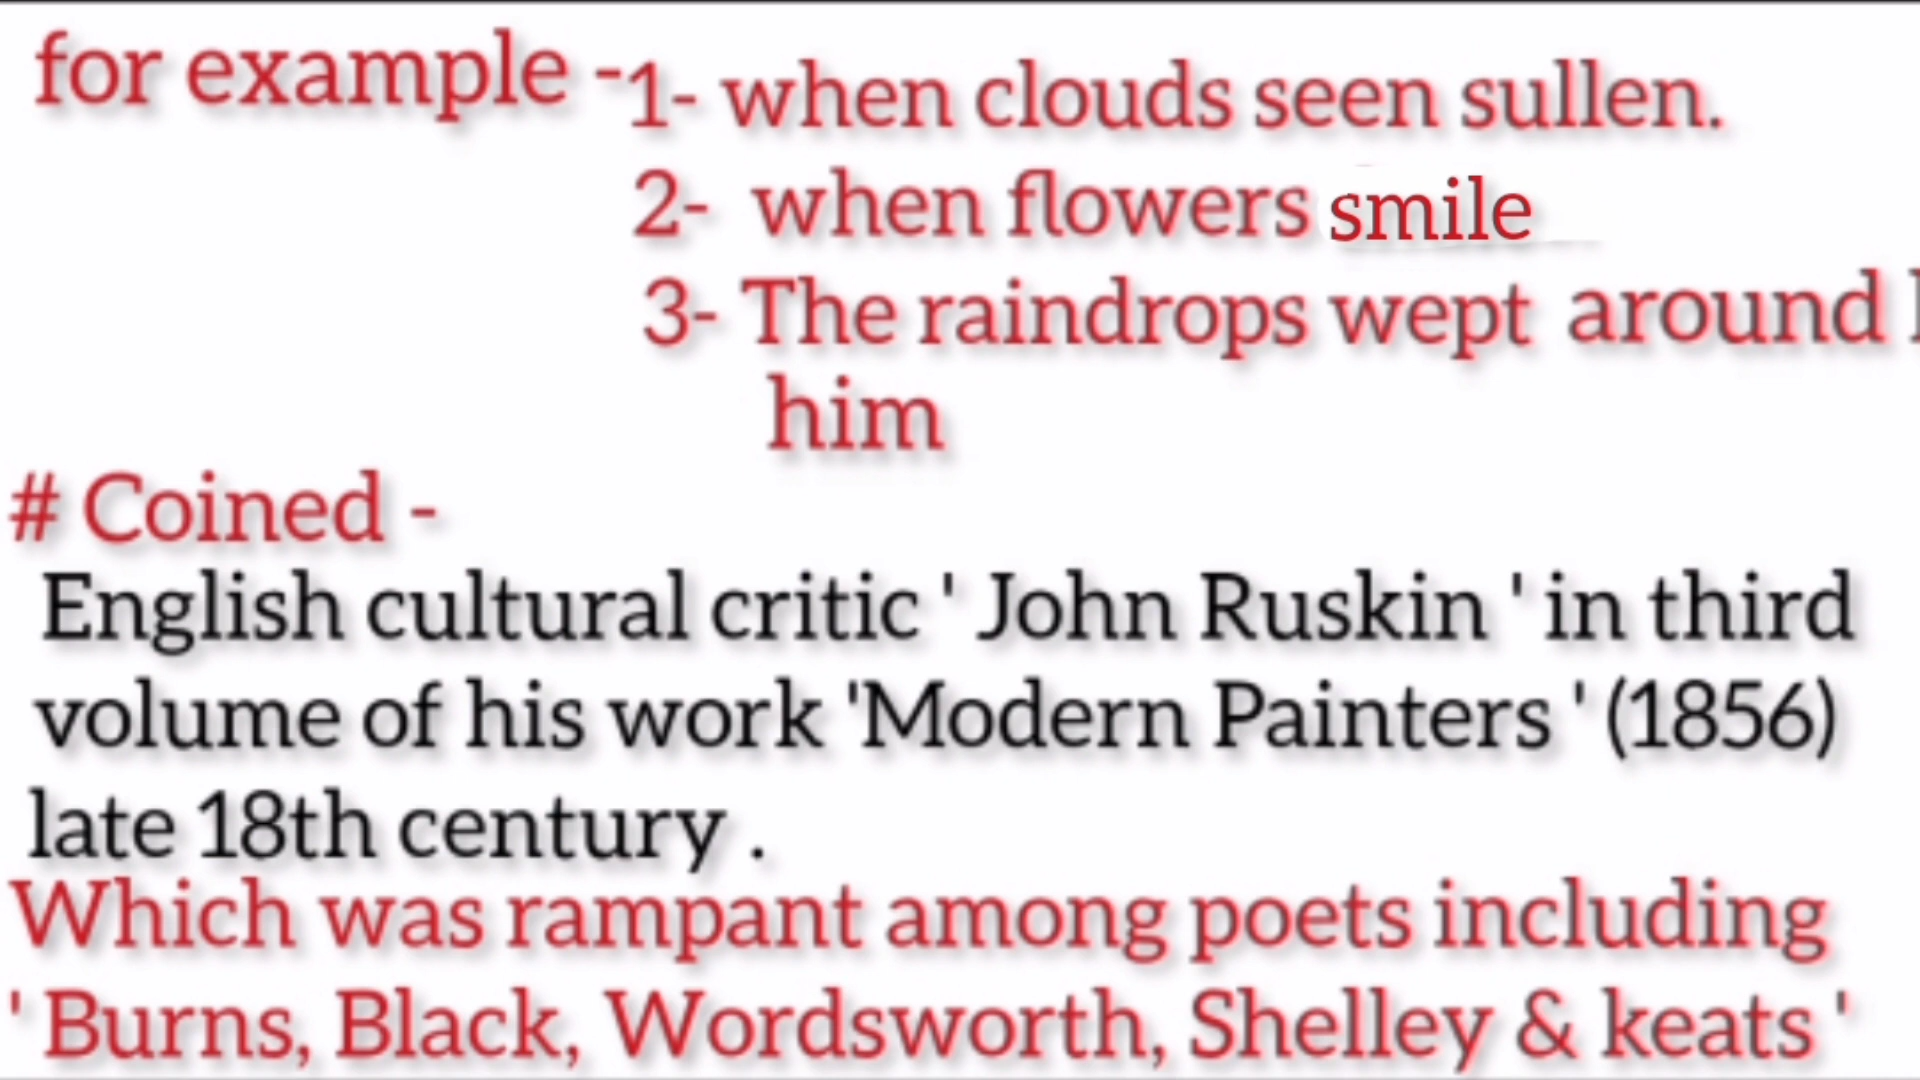 for example -1- when clouds seen sullen.
2- when flowers smile
3- The raindrops wept around
him
# Coined -
English cultural critic ' John Ruskin ' in third
volume of his work 'Modern Painters ' (1856)
late 18th century .
Which was rampant among poets including
' Burns, Black, Wordsworth, Shelley & keats '